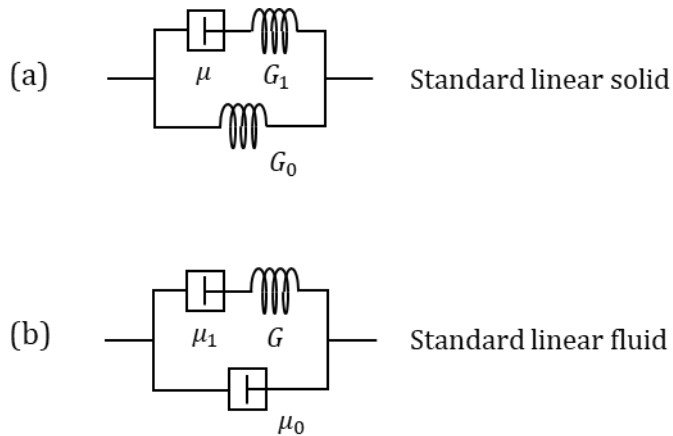 (a) μ G₁ Standard linear solid
G₀
(b) μ₁ G Standard linear fluid
μ₀